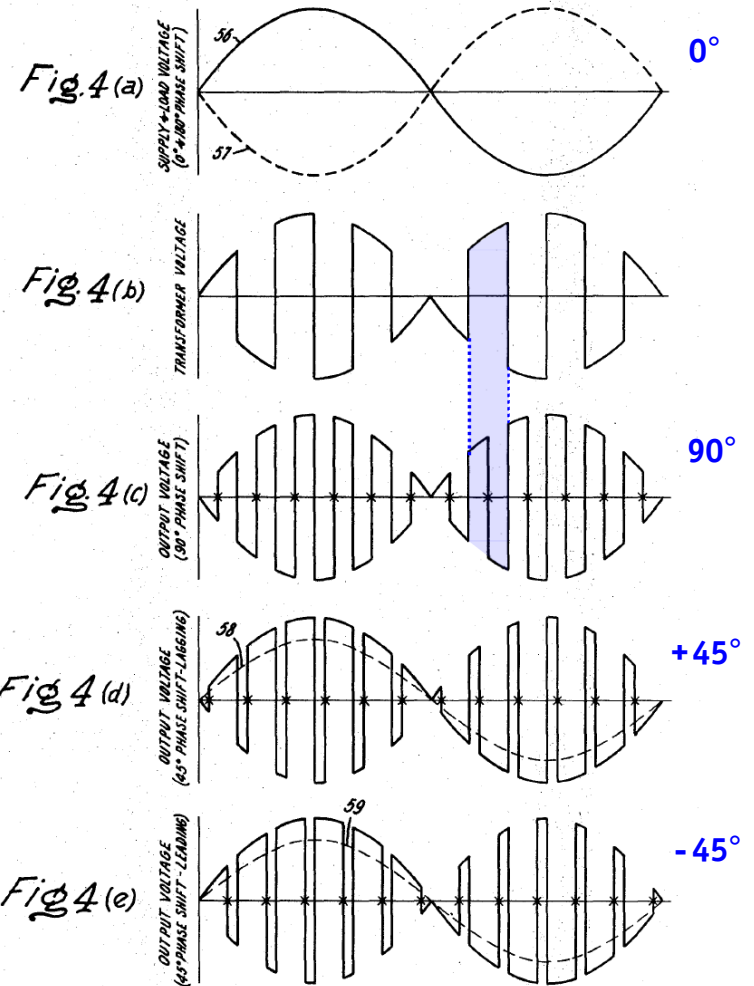 Fig. 4 (a)
SUPPLY & LOAD VOLTAGE
(0° & 180° PHASE SHIFT)
56
57
0°
Fig. 4 (b)
TRANSFORMER VOLTAGE
Fig. 4 (c)
OUTPUT VOLTAGE
(90° PHASE SHIFT)
90°
Fig 4 (d)
OUTPUT VOLTAGE
(45° PHASE SHIFT-LAGGING)
58
+45°
Fig 4 (e)
OUTPUT VOLTAGE
(45° PHASE SHIFT-LEADING)
59
-45°